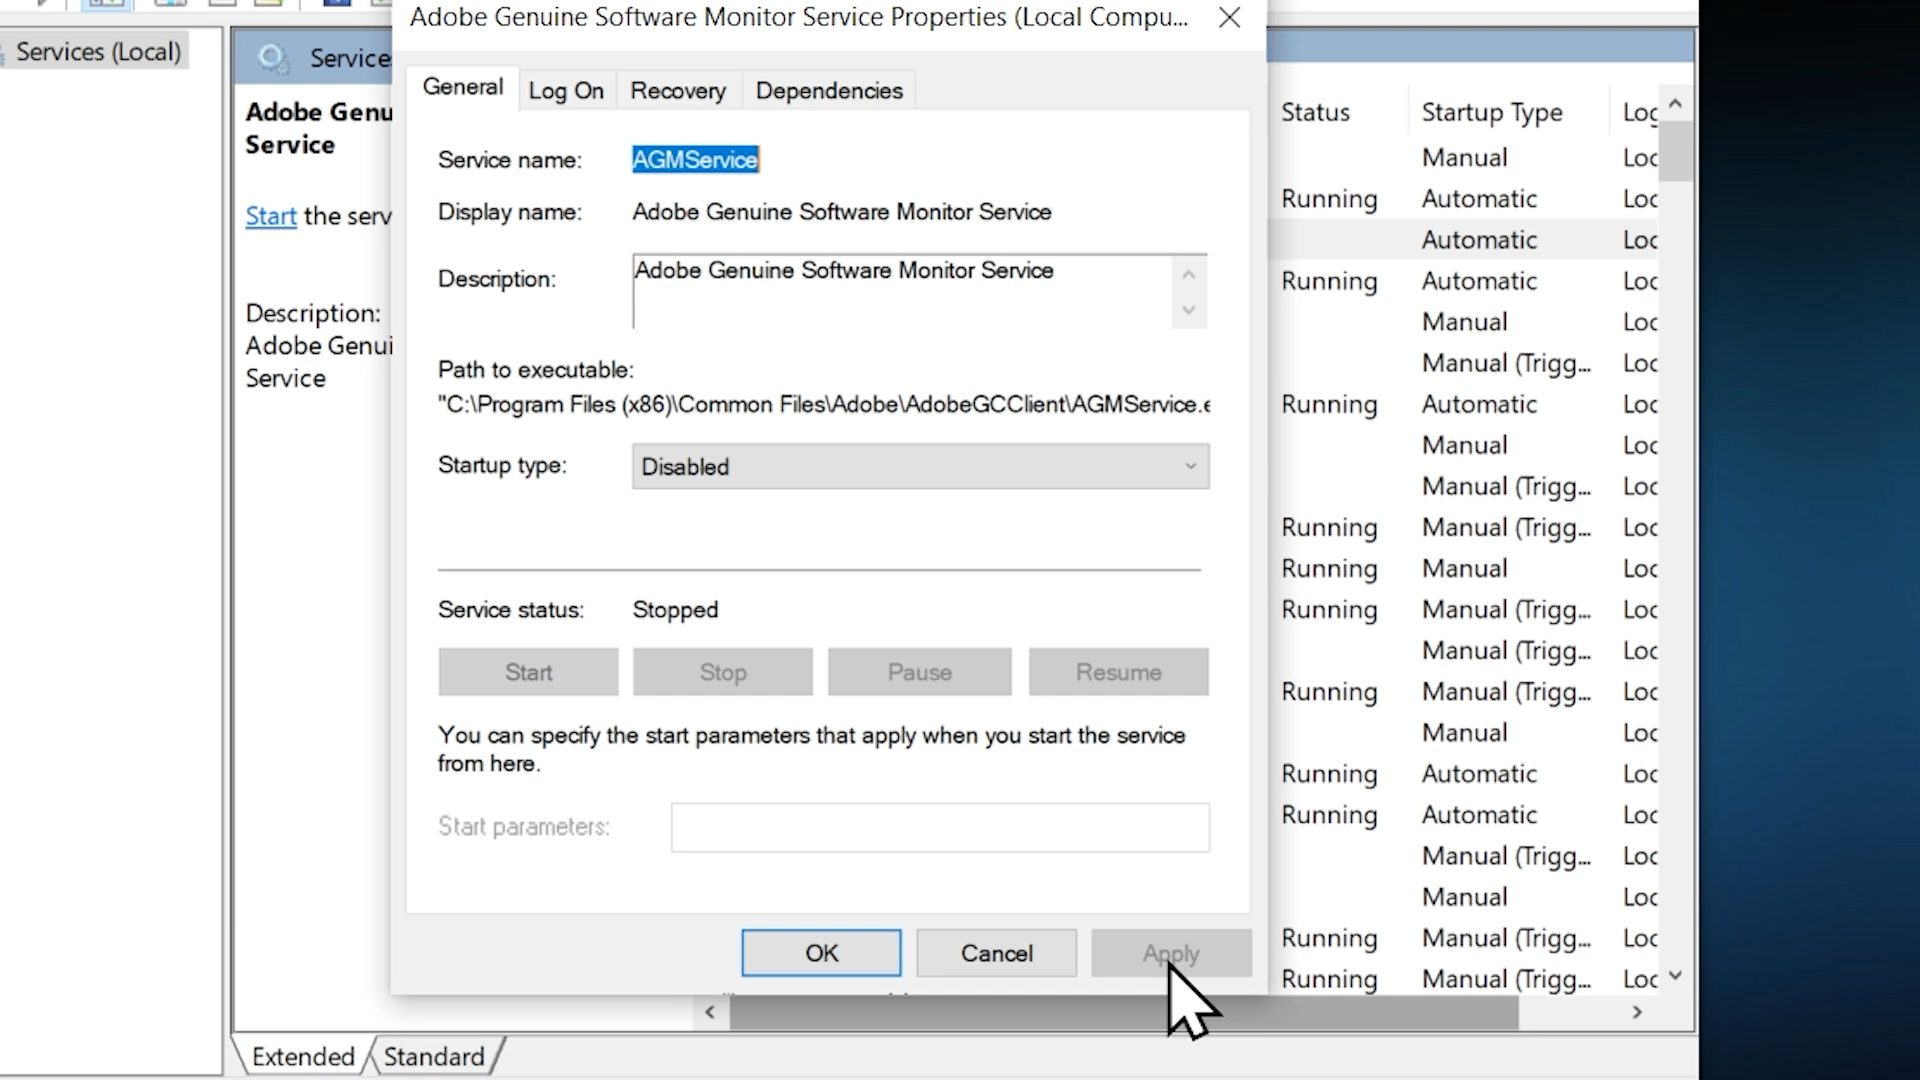 Adobe Genuine Software Monitor Service Properties (Local Compu...
Services (Local)
Service
Adobe Genu
Service
Start the serv
Description:
Adobe Genui
Service
General
Log On
Recovery
Dependencies
Service name:
AGMService
Display name:
Adobe Genuine Software Monitor Service
Description:
Adobe Genuine Software Monitor Service
Path to executable:
"C:\Program Files (x86)\Common Files\Adobe\AdobeGCClient\AGMService.e
Startup type:
Disabled
Service status:
Stopped
Start
Stop
Pause
Resume
You can specify the start parameters that apply when you start the service
from here.
Start parameters:
OK
Cancel
Apply
Status Startup Type Log
Manual Loc
Running Automatic Loc
Automatic Loc
Running Automatic Loc
Manual Loc
Manual (Trigg... Loc
Running Automatic Loc
Manual Loc
Manual (Trigg... Loc
Running Manual (Trigg... Loc
Running Manual Loc
Running Manual (Trigg... Loc
Manual (Trigg... Loc
Running Manual (Trigg... Loc
Manual Loc
Running Automatic Loc
Running Automatic Loc
Manual (Trigg... Loc
Manual Loc
Running Manual (Trigg... Loc
Running Manual (Trigg... Loc
Extended
Standard